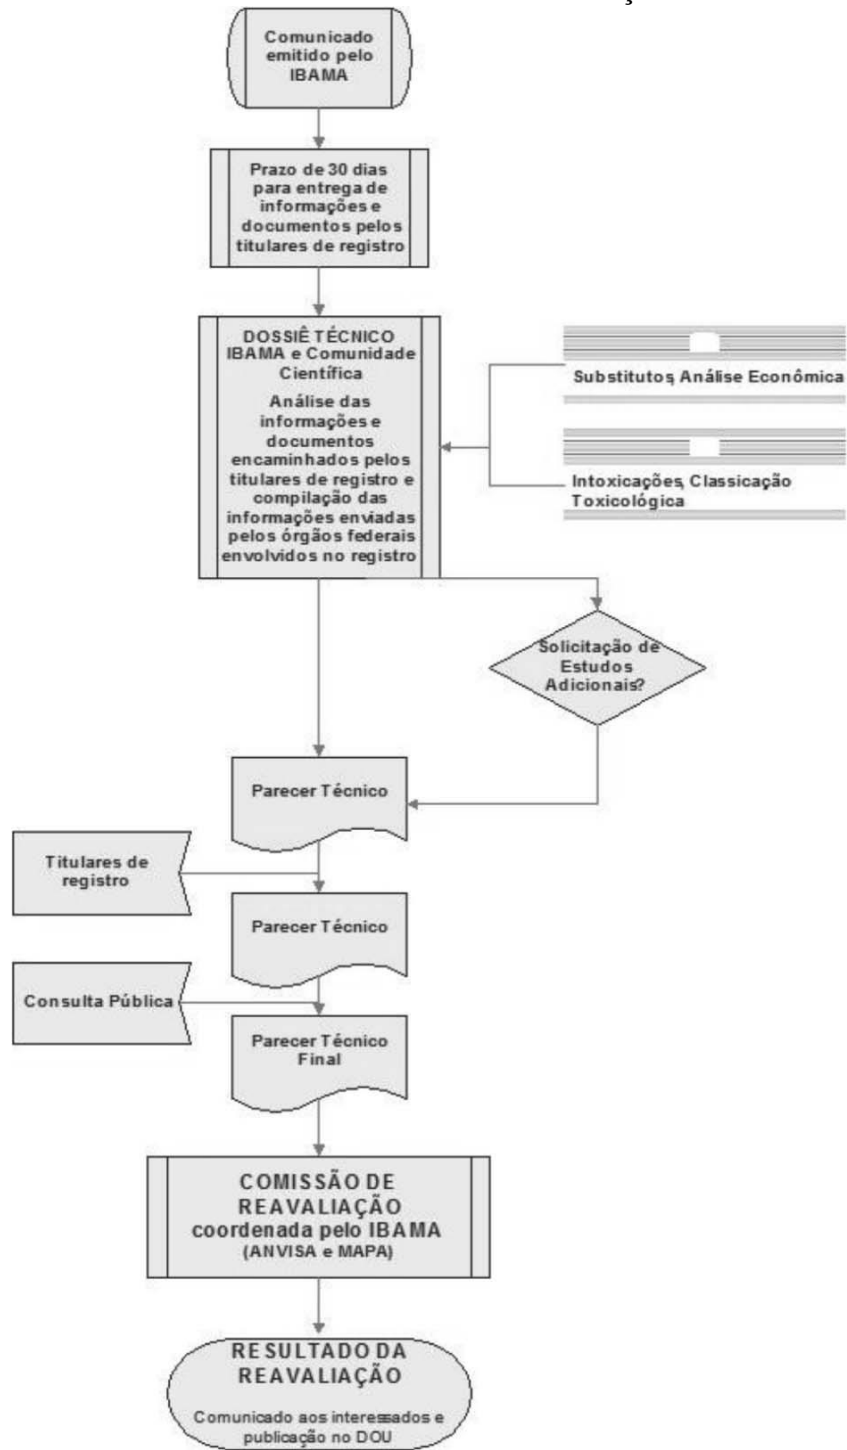 Comunicado
emitido pelo
IBAMA
Prazo de 30 dias
para entrega de
informações e
documentos pelos
titulares de registro
DOSSIÊ TÉCNICO
IBAMA e Comunidade
Científica
Análise das
informações e
documentos
encaminhados pelos
titulares de registro e
compilação das
informações enviadas
pelos órgãos federais
envolvidos no registro
Substitutos, Análise Econômica
Intoxicações, Classicação
Toxicológica
Solicitação de
Estudos
Adicionais?
Parecer Técnico
Titulares de
registro
Parecer Técnico
Consulta Pública
Parecer Técnico
Final
COMISSÃO DE
REAVALIAÇÃO
coordenada pelo IBAMA
(ANVISA e MAPA)
RESULTADO DA
REAVALIAÇÃO
Comunicado aos interessados e
publicação no DOU